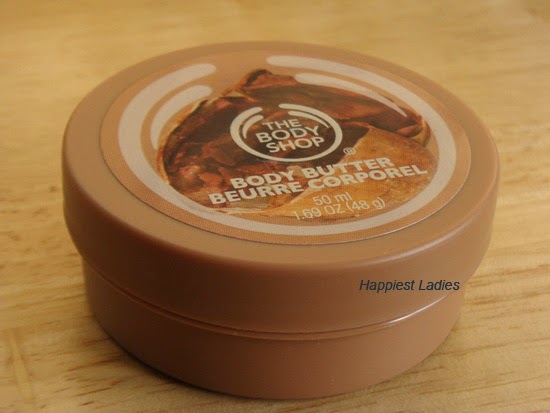 THE
BODY
SHOP
®
BODY BUTTER
BEURRE CORPOREL
50 ml
1.69 OZ (48 g)
Happiest Ladies